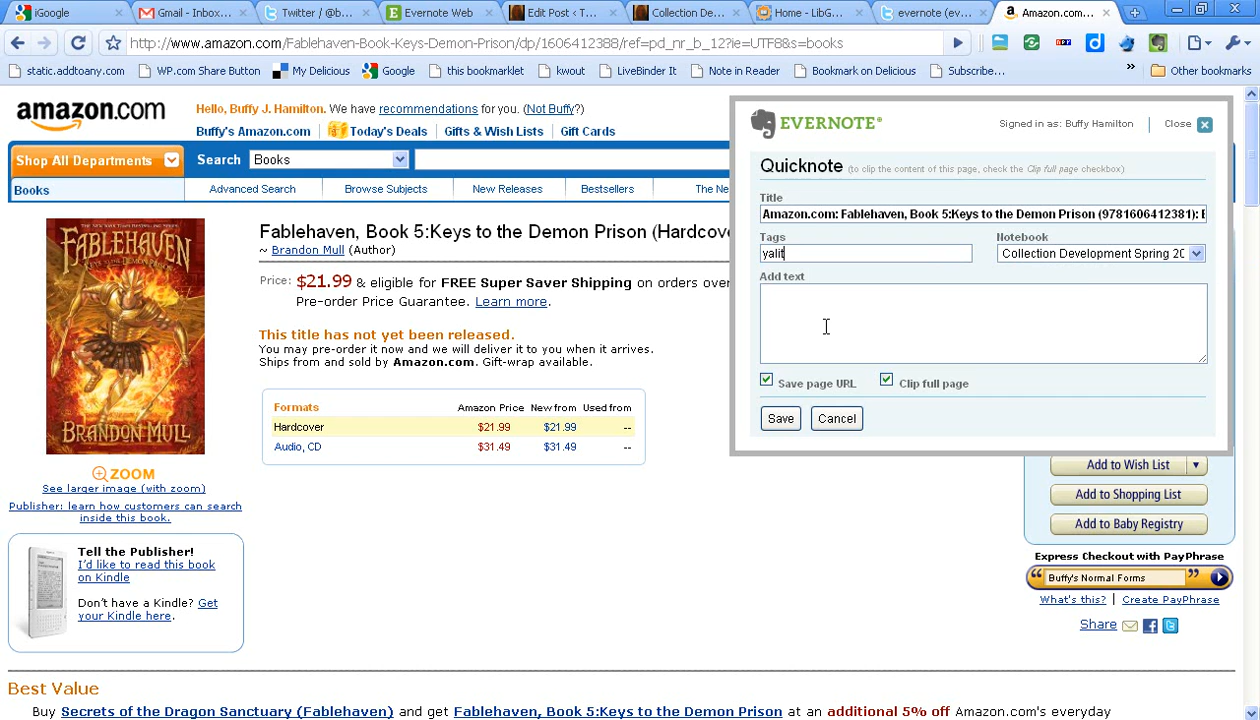 iGoogle
Gmail - Inbox...
Twitter / @b...
Evernote Web
Edit Post ‹ T...
Collection De...
Home - LibG...
evernote (ev...
Amazon.com...
http://www.amazon.com/Fablehaven-Book-Keys-Demon-Prison/dp/1606412388/ref=pd_nr_b_12?ie=UTF8&s=books
static.addtoany.com
WP.com Share Button
My Delicious
Google
this bookmarklet
kwout
LiveBinder It
Note in Reader
Bookmark on Delicious
Subscribe...
»
Other bookmarks
amazon.com
Hello, Buffy J. Hamilton. We have recommendations for you. (Not Buffy?)
Buffy's Amazon.com
Today's Deals
Gifts & Wish Lists
Gift Cards
Shop All Departments
Search
Books
Books
Advanced Search
Browse Subjects
New Releases
Bestsellers
The Ne
EVERNOTE
Signed in as: Buffy Hamilton
Close
Quicknote (to clip the content of this page, check the Clip full page checkbox)
Title
Amazon.com: Fablehaven, Book 5:Keys to the Demon Prison (9781606412381): E
Tags
Notebook
yalit
Collection Development Spring 20
Add text
Save page URL
Clip full page
Save
Cancel
FABLEHAVEN
KEYS TO THE DEMON PRISON
BRANDON MULL
ZOOM
See larger image (with zoom)
Publisher: learn how customers can search
inside this book.
Fablehaven, Book 5:Keys to the Demon Prison (Hardcove
~ Brandon Mull (Author)
Price: $21.99 & eligible for FREE Super Saver Shipping on orders over
Pre-order Price Guarantee. Learn more.
This title has not yet been released.
You may pre-order it now and we will deliver it to you when it arrives.
Ships from and sold by Amazon.com. Gift-wrap available.
Formats
Amazon Price
New from
Used from
Hardcover
$21.99
$21.99
--
Audio, CD
$31.49
$31.49
--
Tell the Publisher!
I'd like to read this book
on Kindle
Don't have a Kindle? Get
your Kindle here.
Add to Wish List
Add to Shopping List
Add to Baby Registry
Express Checkout with PayPhrase
“ Buffy's Normal Forms ”
What's this? | Create PayPhrase
Share
Best Value
Buy Secrets of the Dragon Sanctuary (Fablehaven) and get Fablehaven, Book 5:Keys to the Demon Prison at an additional 5% off Amazon.com's everyday